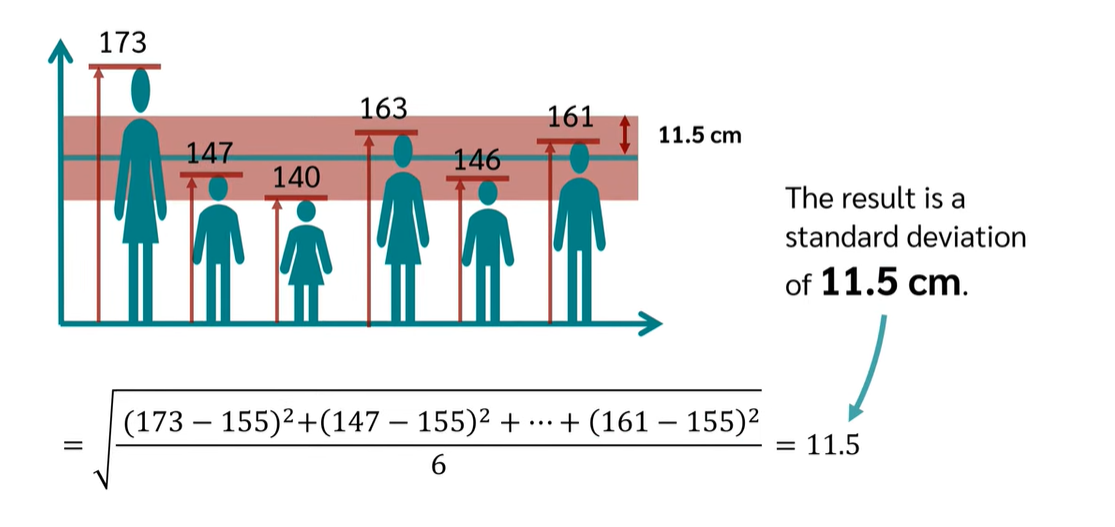 173
147
140
163
146
161
11.5 cm
The result is a
standard deviation
of 11.5 cm.
= √((173 − 155)²+(147 − 155)² + ⋯ + (161 − 155)² / 6) = 11.5